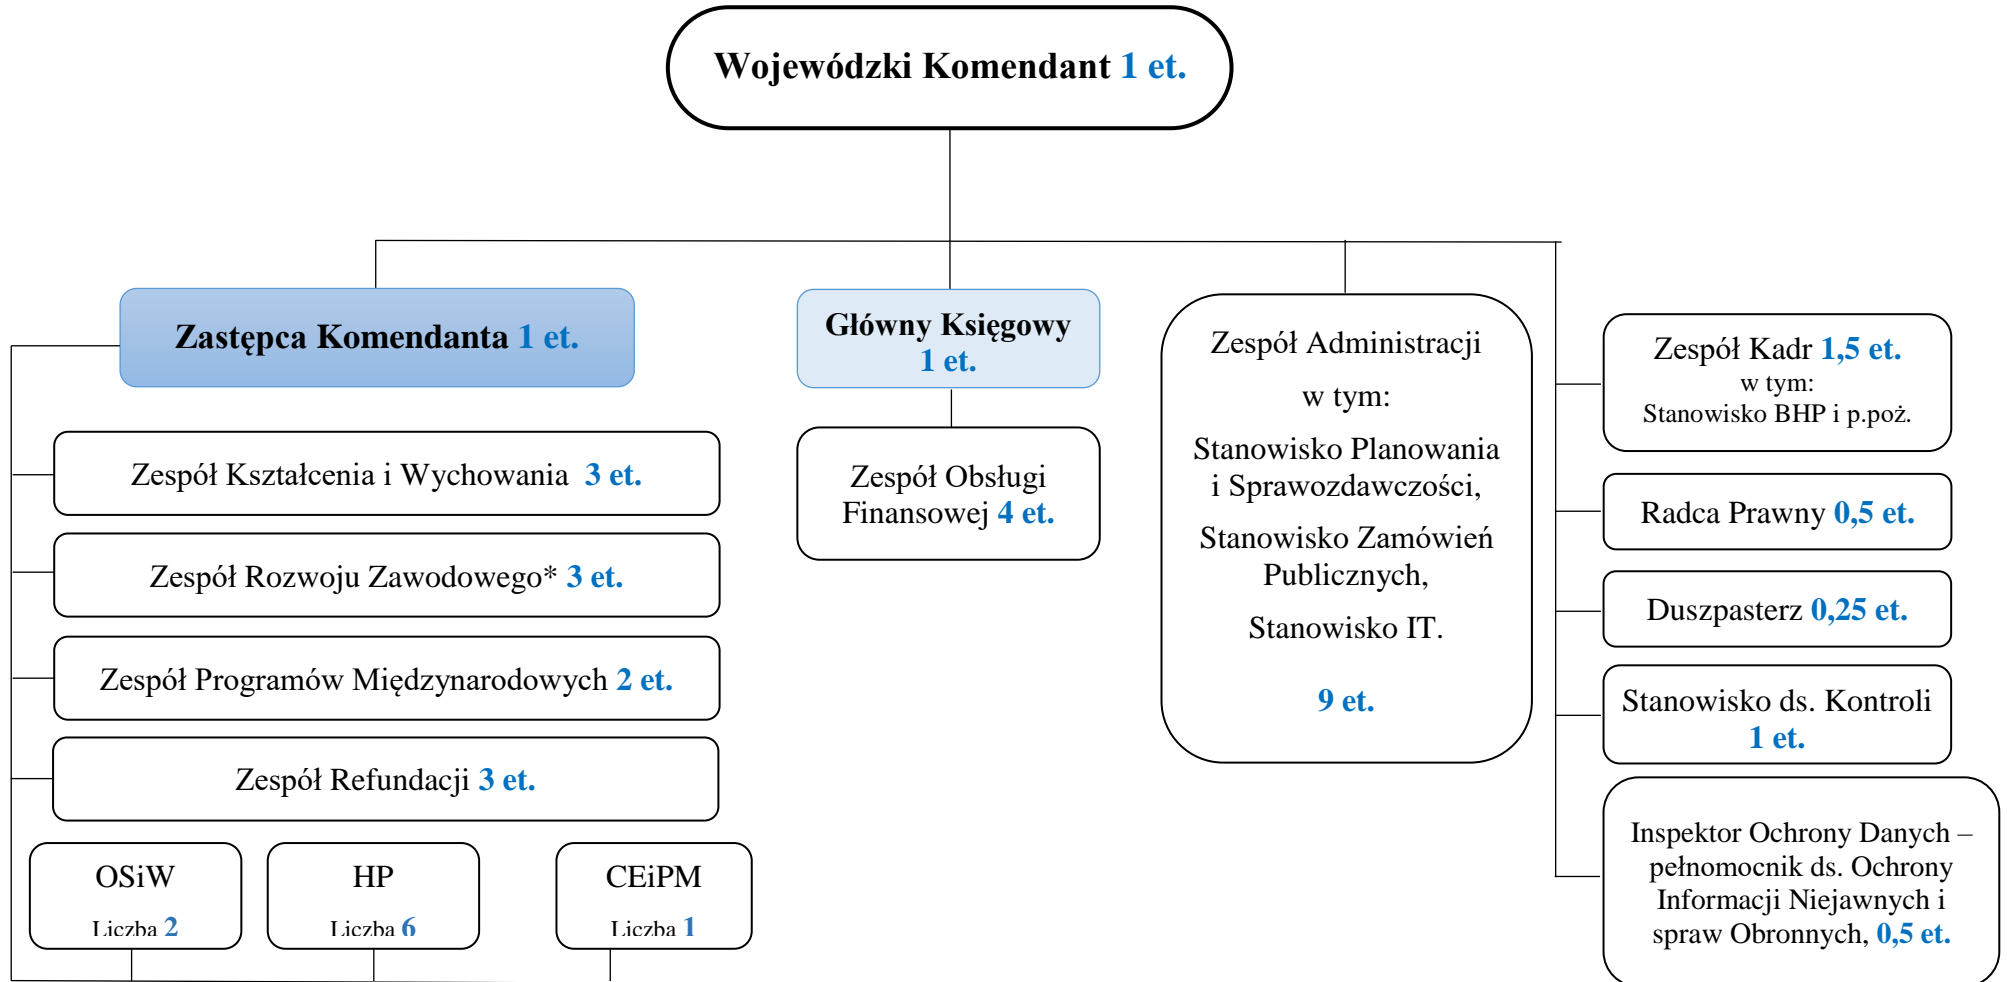 Wojewódzki Komendant 1 et.
Zastępca Komendanta 1 et.
Zespół Kształcenia i Wychowania 3 et.
Zespół Rozwoju Zawodowego* 3 et.
Zespół Programów Międzynarodowych 2 et.
Zespół Refundacji 3 et.
OSiW
Liczba 2
HP
Liczba 6
CEiPM
Liczba 1
Główny Księgowy
1 et.
Zespół Obsługi
Finansowej 4 et.
Zespół Administracji
w tym:
Stanowisko Planowania
i Sprawozdawczości,
Stanowisko Zamówień
Publicznych,
Stanowisko IT.
9 et.
Zespół Kadr 1,5 et.
w tym:
Stanowisko BHP i p.poż.
Radca Prawny 0,5 et.
Duszpasterz 0,25 et.
Stanowisko ds. Kontroli
1 et.
Inspektor Ochrony Danych –
pełnomocnik ds. Ochrony
Informacji Niejawnych i
spraw Obronnych, 0,5 et.